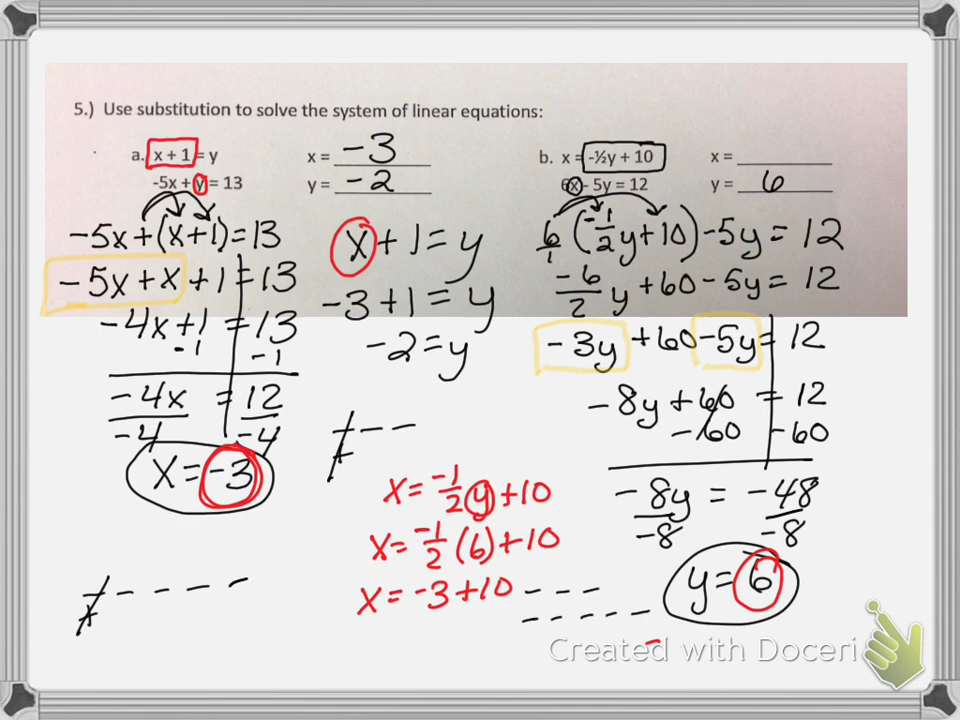 5.) Use substitution to solve the system of linear equations:
a. x + 1 = y
x = -3
-5x + y = 13
y = -2
b. x = -½y + 10
x =
6x - 5y = 12
y = 6
-5x+(x+1)=13
-5x+x+1=13
-4x+1=13
-1 -1
-4x = 12
-4 -4
x = -3
x+1=y
-3+1=y
-2=y
6/1 (-1/2 y+10)-5y=12
-6/2 y+60-5y=12
-3y+60-5y=12
-8y+60=12
-60 -60
-8y = -48
-8 -8
y=6
x=-1/2 y+10
x=-1/2 (6)+10
x=-3+10
Created with Doceri